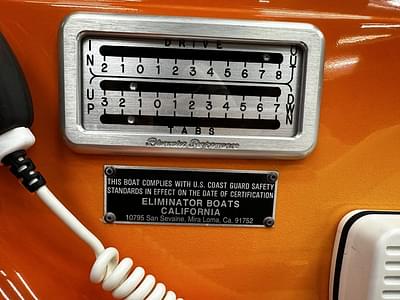 DRIVE
IN OUT
2 1 0 1 2 3 4 5 6 7 8
UP DWN
3 2 1 0 1 2 3 4 5 6 7
TABS
THIS BOAT COMPLIES WITH U.S. COAST GUARD SAFETY
STANDARDS IN EFFECT ON THE DATE OF CERTIFICATION
ELIMINATOR BOATS
CALIFORNIA
10795 San Sevaine, Mira Loma, Ca. 91752